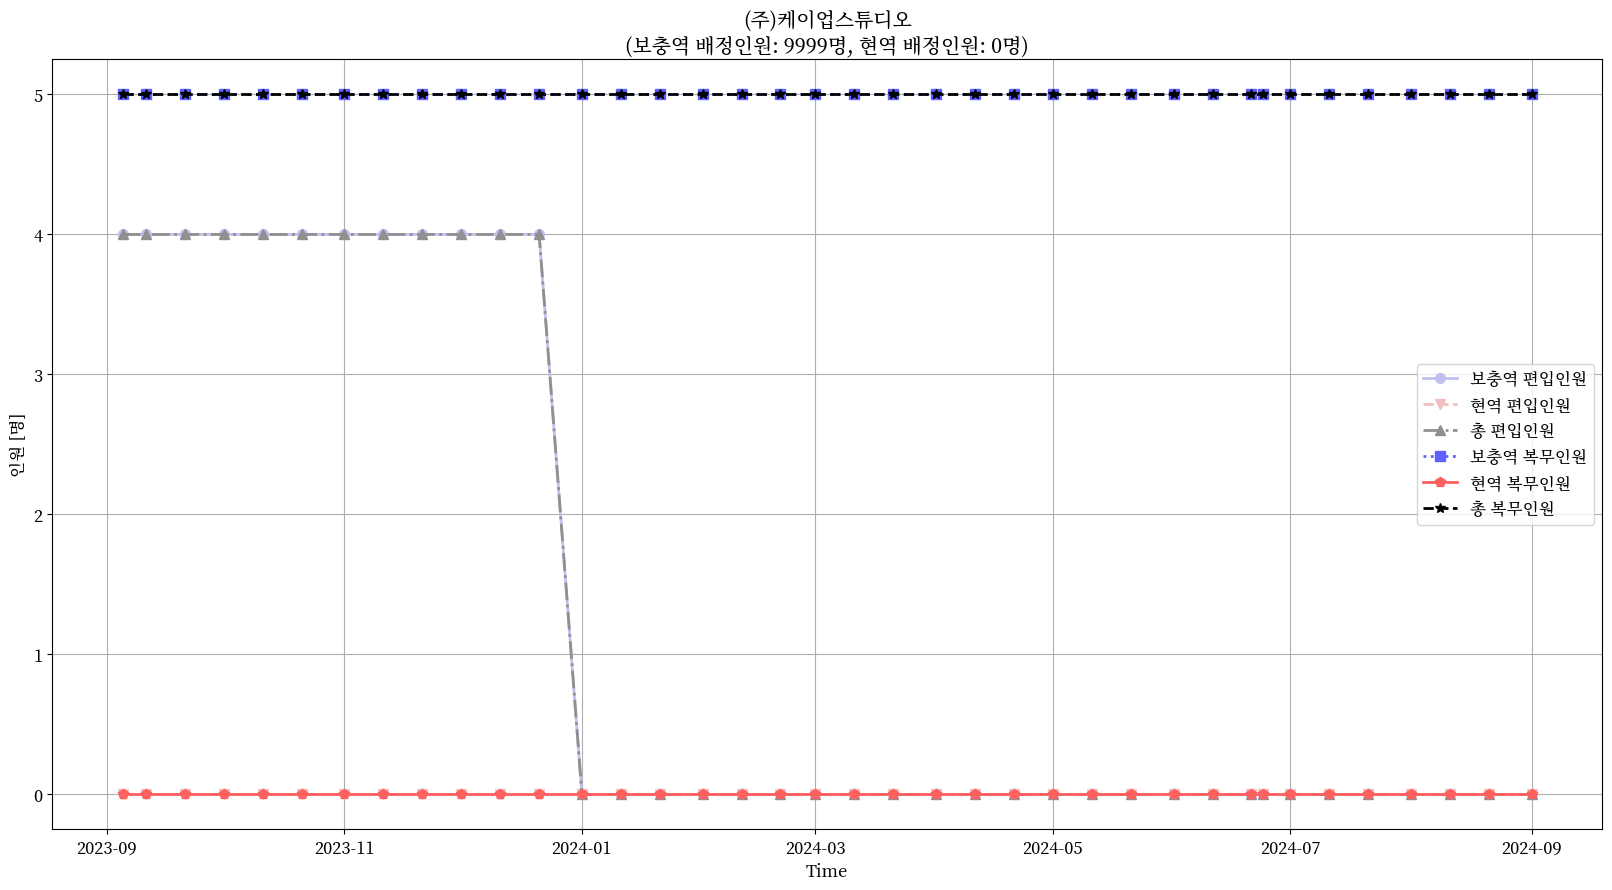 (주)케이업스튜디오
(보충역 배정인원: 9999명, 현역 배정인원: 0명)
인원 [명]
5
4
3
2
1
0
보충역 편입인원
현역 편입인원
총 편입인원
보충역 복무인원
현역 복무인원
총 복무인원
2023-09
2023-11
2024-01
2024-03
2024-05
2024-07
2024-09
Time